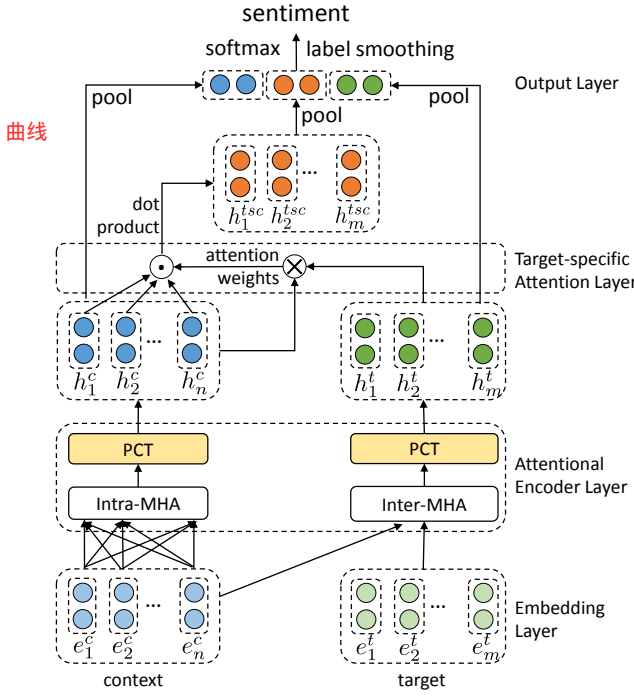 sentiment
softmax label smoothing
Output Layer
pool
pool
pool
曲线
...
h_1^{tsc} h_2^{tsc} h_m^{tsc}
dot
product
attention
weights
Target-specific
Attention Layer
... ...
h_1^c h_2^c h_n^c h_1^t h_2^t h_m^t
PCT PCT
Attentional
Encoder Layer
Intra-MHA Inter-MHA
... ...
Embedding
Layer
e_1^c e_2^c e_n^c e_1^t e_2^t e_m^t
context target